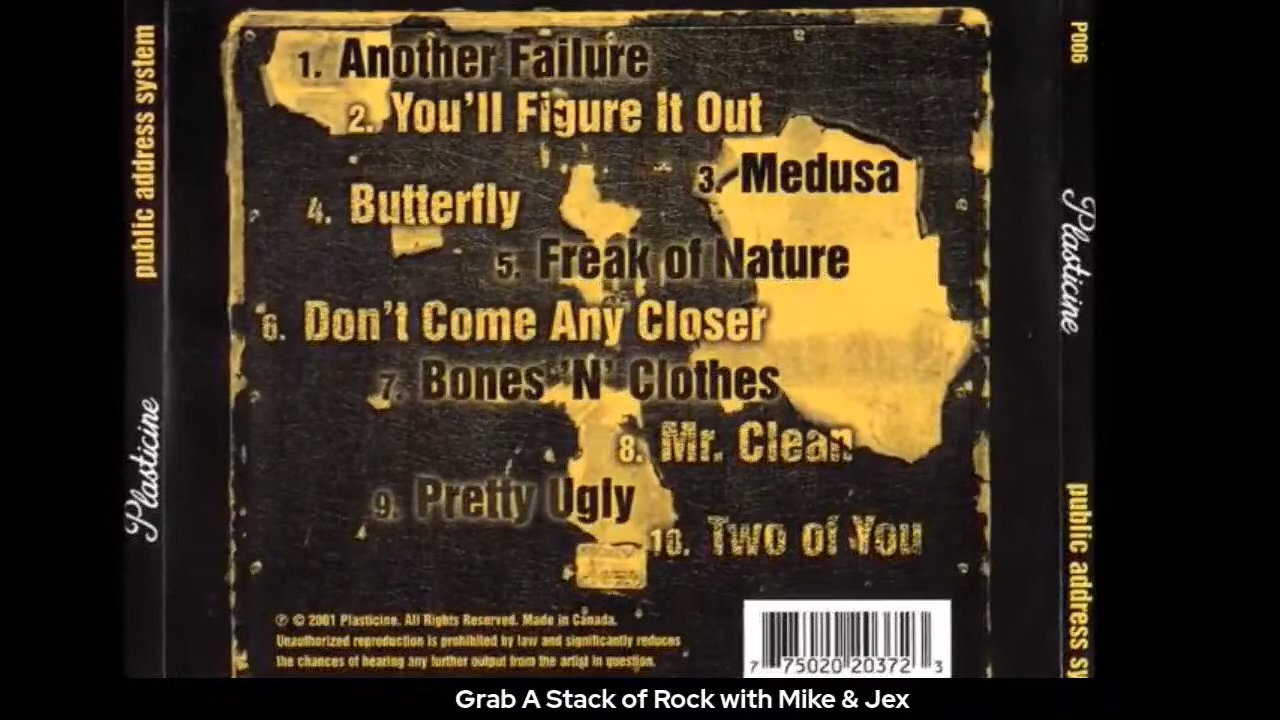 public address system
Plasticine
1. Another Failure
2. You'll Figure It Out
3. Medusa
4. Butterfly
5. Freak of Nature
6. Don't Come Any Closer
7. Bones 'N' Clothes
8. Mr. Clean
9. Pretty Ugly
10. Two of You
℗ © 2001 Plasticine. All Rights Reserved. Made in Canada.
Unauthorized reproduction is prohibited by law and significantly reduces
the chances of hearing any further output from the artist in question.
7 75020 20372 3
P006
Plasticine
public address sy
Grab A Stack of Rock with Mike & Jex